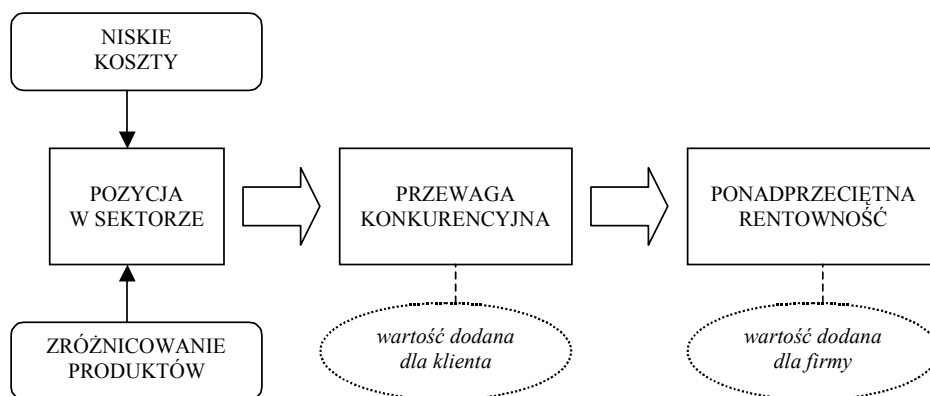 NISKIE
KOSZTY
POZYCJA
W SEKTORZE
PRZEWAGA
KONKURENCYJNA
PONADPRZECIĘTNA
RENTOWNOŚĆ
ZRÓŻNICOWANIE
PRODUKTÓW
wartość dodana
dla klienta
wartość dodana
dla firmy